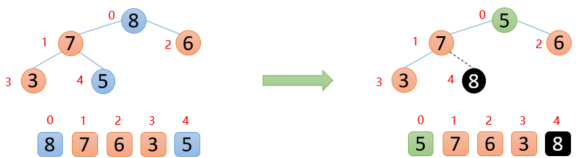 0 8
1 7 2 6
3 3 4 5
0 1 2 3 4
8 7 6 3 5
0 5
1 7 2 6
3 3 4 8
0 1 2 3 4
5 7 6 3 8